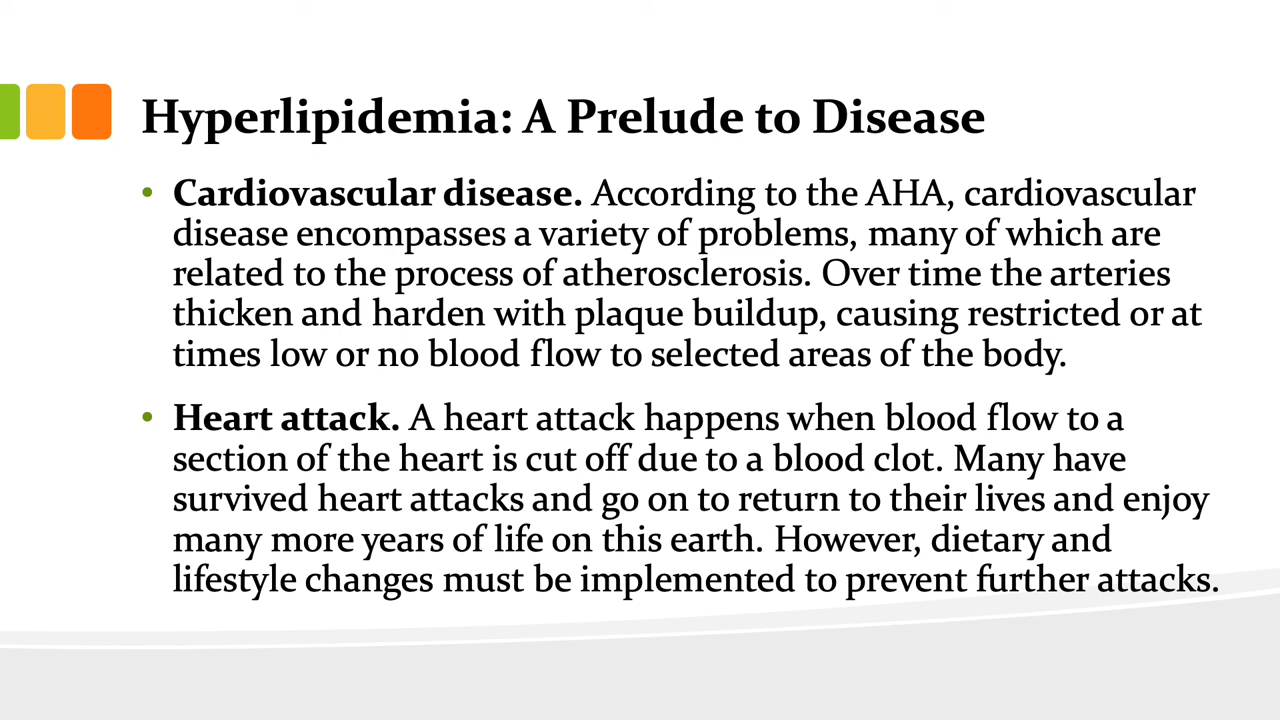 Hyperlipidemia: A Prelude to Disease
• Cardiovascular disease. According to the AHA, cardiovascular
disease encompasses a variety of problems, many of which are
related to the process of atherosclerosis. Over time the arteries
thicken and harden with plaque buildup, causing restricted or at
times low or no blood flow to selected areas of the body.
• Heart attack. A heart attack happens when blood flow to a
section of the heart is cut off due to a blood clot. Many have
survived heart attacks and go on to return to their lives and enjoy
many more years of life on this earth. However, dietary and
lifestyle changes must be implemented to prevent further attacks.